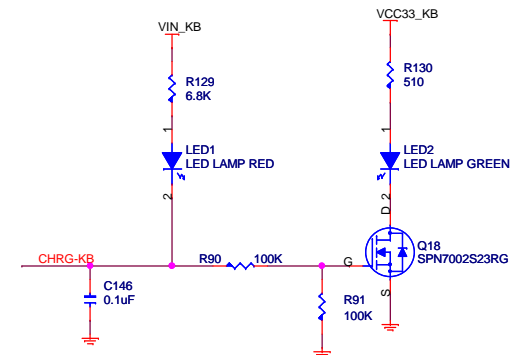 VIN_KB
VCC33_KB
R129
6.8K
R130
510
1
1
LED1
LED LAMP RED
LED2
LED LAMP GREEN
2
2
D
Q18
SPN7002S23RG
CHRG-KB
R90
100K
G
C146
0.1uF
S
R91
100K